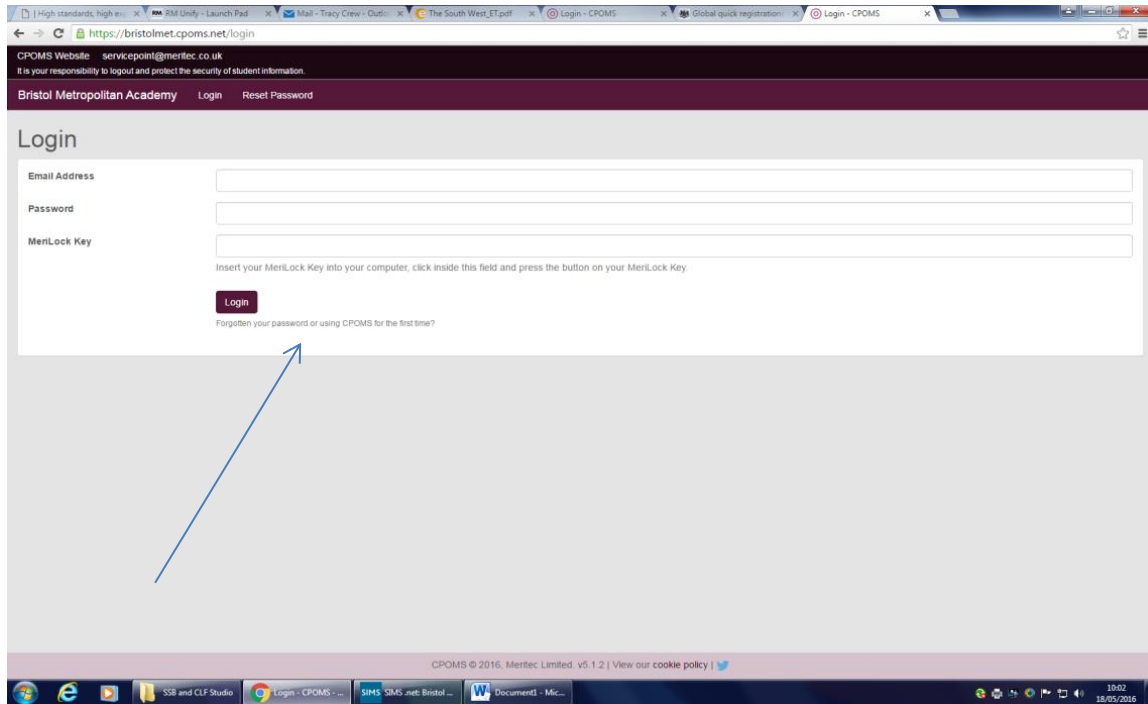 | High standards, high ex
RM RM Unify - Launch Pad
Mail - Tracy Crew - Outlo
The South West_ET.pdf
Login - CPOMS
Global quick registration
Login - CPOMS
https://bristolmet.cpoms.net/login
CPOMS Website servicepoint@meritec.co.uk
It is your responsibility to logout and protect the security of student information.
Bristol Metropolitan Academy Login Reset Password
Login
Email Address
Password
MeriLock Key
Insert your MeriLock Key into your computer, click inside this field and press the button on your MeriLock Key.
Login
Forgotten your password or using CPOMS for the first time?
CPOMS © 2016, Meritec Limited. v5.1.2 | View our cookie policy |
SSB and CLF Studio
Login - CPOMS - ...
SIMS SIMS .net: Bristol ...
Document1 - Mic...
10:02
18/05/2016